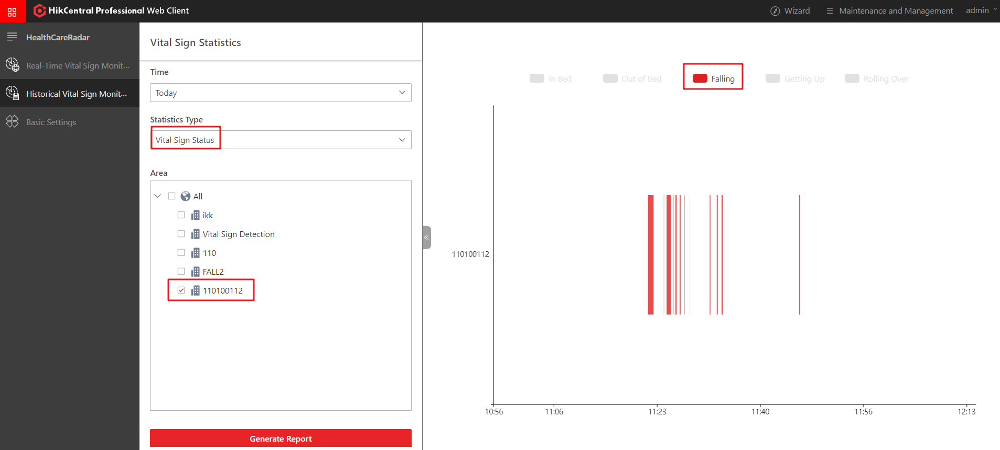 HikCentral Professional Web Client
Wizard
Maintenance and Management
admin
HealthCareRadar
Real-Time Vital Sign Monit...
Historical Vital Sign Monit...
Basic Settings
Vital Sign Statistics
Time
Today
Statistics Type
Vital Sign Status
Area
All
ikk
Vital Sign Detection
110
FALL2
110100112
Generate Report
In Bed
Out of Bed
Falling
Getting Up
Rolling Over
110100112
10:56
11:06
11:23
11:40
11:56
12:13